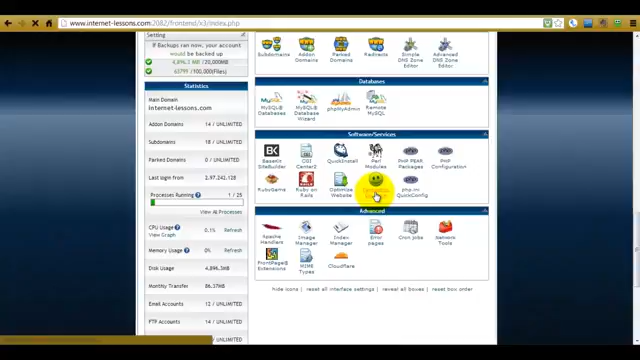 www.internet-lessons.com:2082/frontend/x3/index.php
Setting
If Backups ran now, your account
would be backed up
4,896.3 MB / 20,000MB
/100,000(Files)
Statistics
Main Domain
internet-lessons.com
Addon Domains 14 / UNLIMITED
Subdomains 18 / UNLIMITED
Parked Domains 0 / UNLIMITED
Last login from 2.97.242.128
Processes Running 1 / 25
View All Processes
CPU Usage 0.1% Refresh
View Graph
Memory Usage 0% Refresh
Disk Usage 4,896.3MB
Monthly Transfer 86.37MB
Email Accounts 12 / UNLIMITED
FTP Accounts 14 / UNLIMITED
Subdomains
Addon Domains
Parked Domains
Redirects
Simple DNS Zone Editor
Advanced DNS Zone Editor
Databases
MySQL® Databases
MySQL® Database Wizard
phpMyAdmin
Remote MySQL
Software/Services
BaseKit SiteBuilder
CGI Center
QuickInstall
Perl Modules
PHP PEAR Packages
PHP Configuration
RubyGems
Ruby on Rails
Optimize Website
php.ini QuickConfig
Advanced
Apache Handlers
Image Manager
Index Manager
Error pages
Cron jobs
Network Tools
FrontPage® Extensions
MIME Types
Cloudflare
hide icons | reset all interface settings | reveal all boxes | reset box order